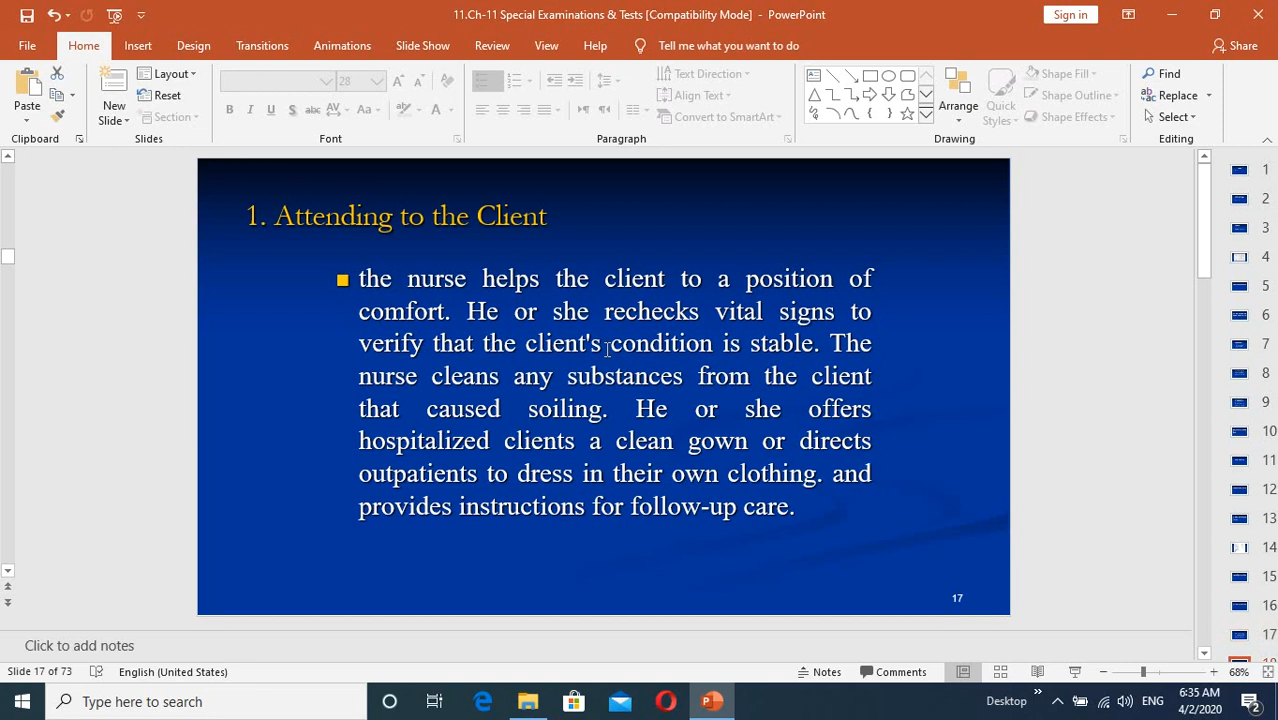 11.Ch-11 Special Examinations & Tests [Compatibility Mode] - PowerPoint
Sign in
File Home Insert Design Transitions Animations Slide Show Review View Help Tell me what you want to do
Share
Paste
New Slide
Layout
Reset
Section
28
B I U S abc AV Aa A
Text Direction
Align Text
Convert to SmartArt
Arrange
Quick Styles
Shape Fill
Shape Outline
Shape Effects
Find
Replace
Select
Clipboard Slides Font Paragraph Drawing Editing
1. Attending to the Client
the nurse helps the client to a position of
comfort. He or she rechecks vital signs to
verify that the client's condition is stable. The
nurse cleans any substances from the client
that caused soiling. He or she offers
hospitalized clients a clean gown or directs
outpatients to dress in their own clothing. and
provides instructions for follow-up care.
17
1
2
3
4
5
6
7
8
9
10
11
12
13
14
15
16
17
Click to add notes
Slide 17 of 73 English (United States) Notes Comments 68%
Type here to search
Desktop ENG
6:35 AM
4/2/2020
2